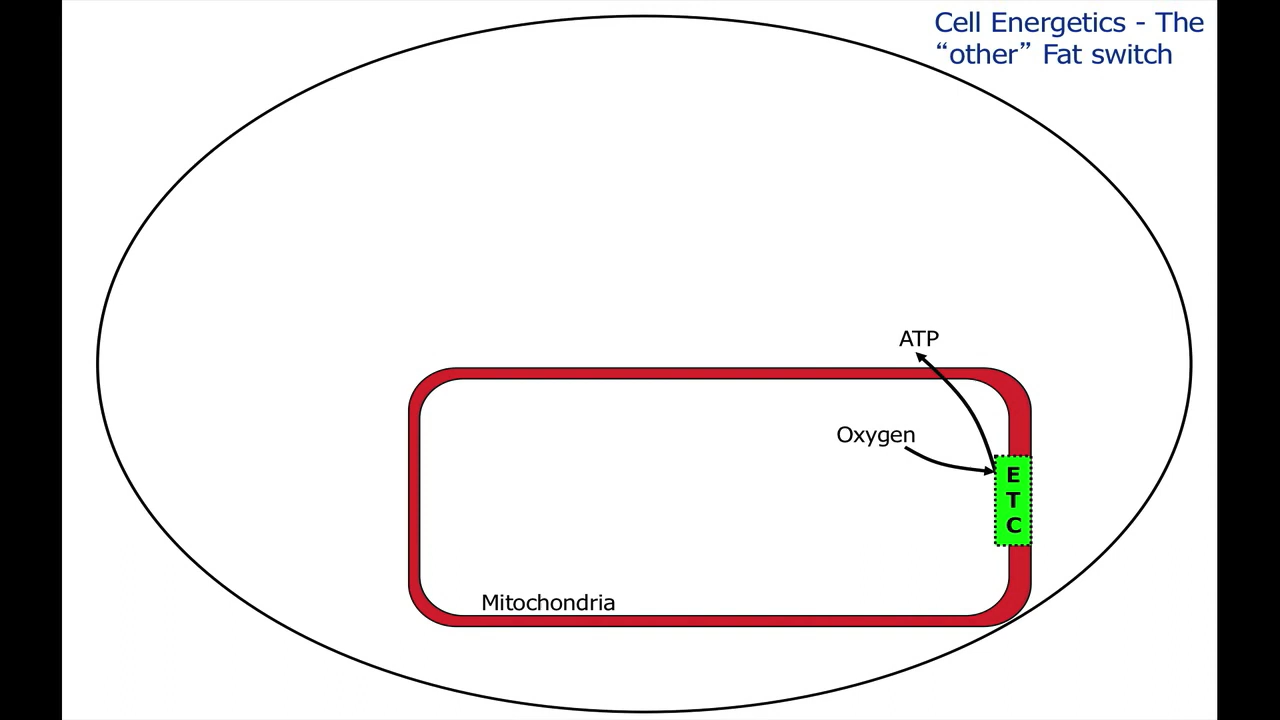 Cell Energetics - The
“other” Fat switch
ATP
Oxygen
E
T
C
Mitochondria